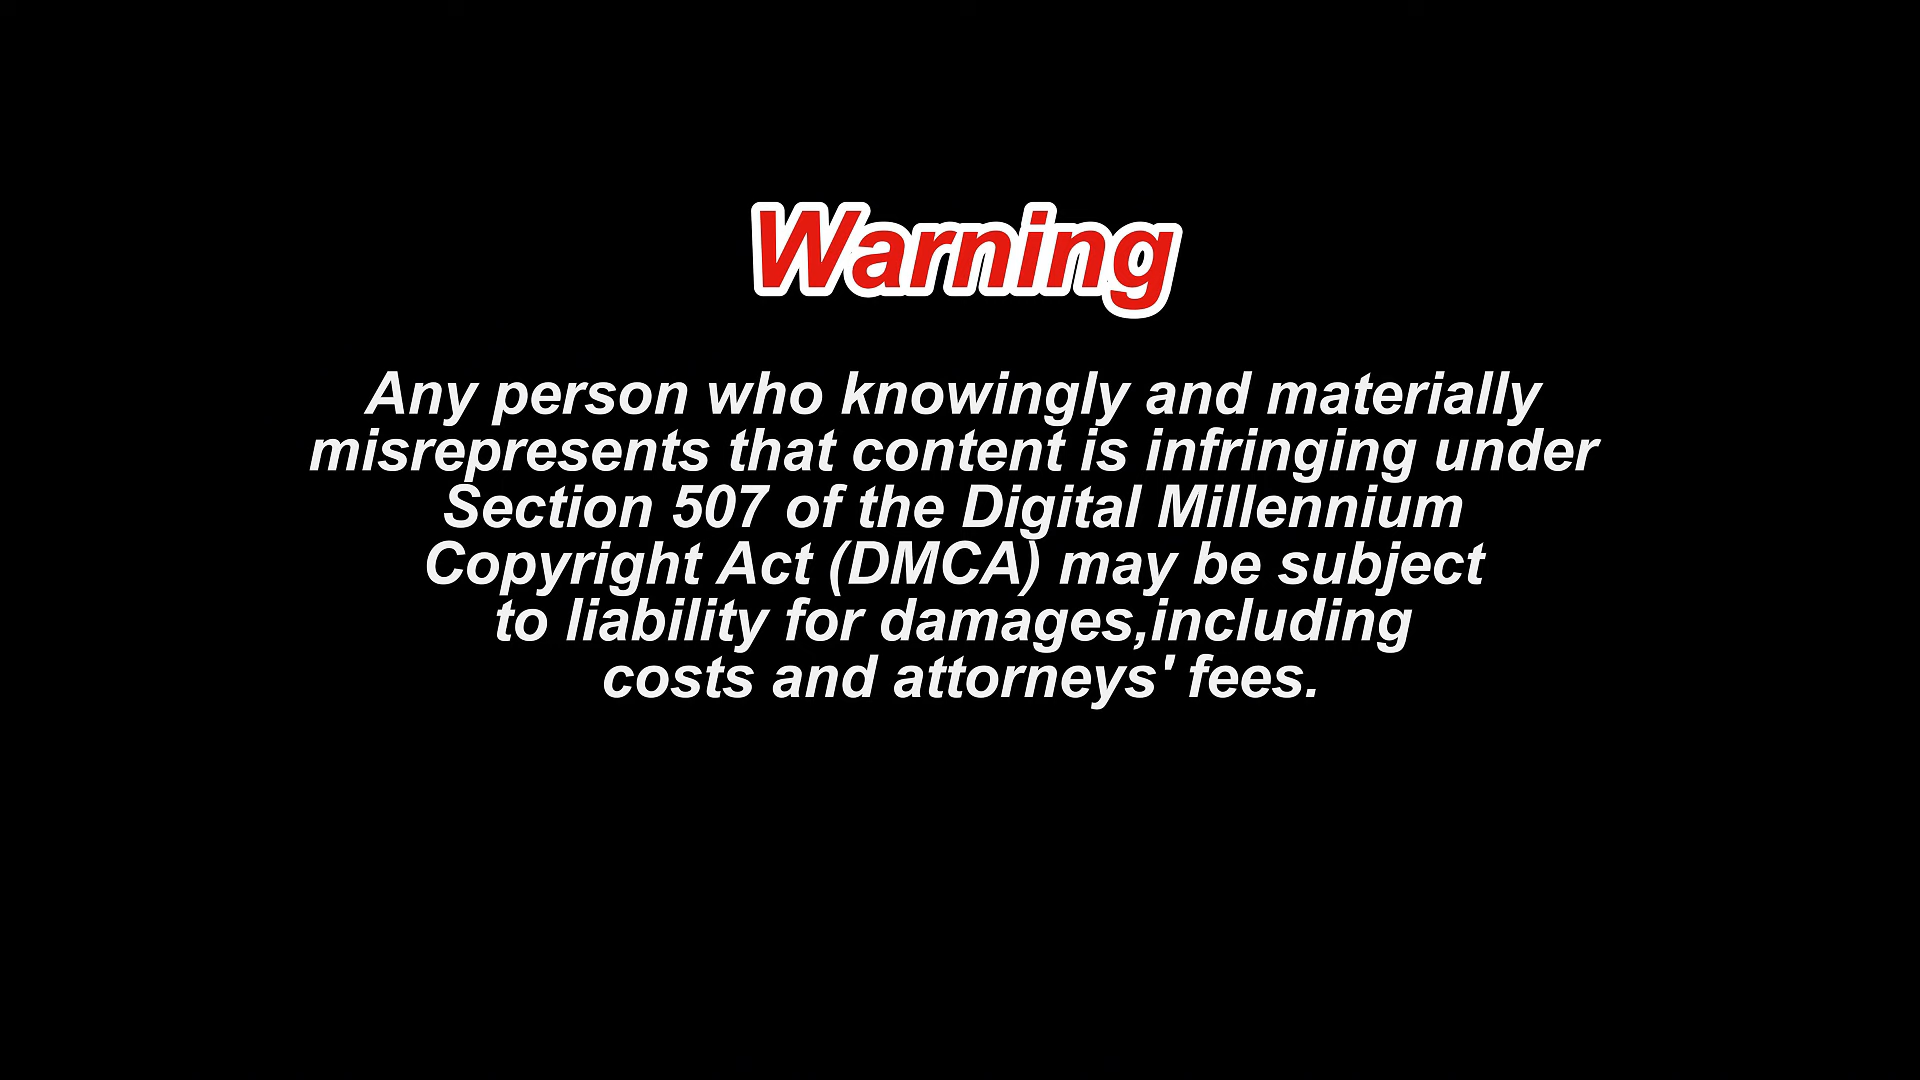 Warning
Any person who knowingly and materially
misrepresents that content is infringing under
Section 507 of the Digital Millennium
Copyright Act (DMCA) may be subject
to liability for damages,including
costs and attorneys' fees.